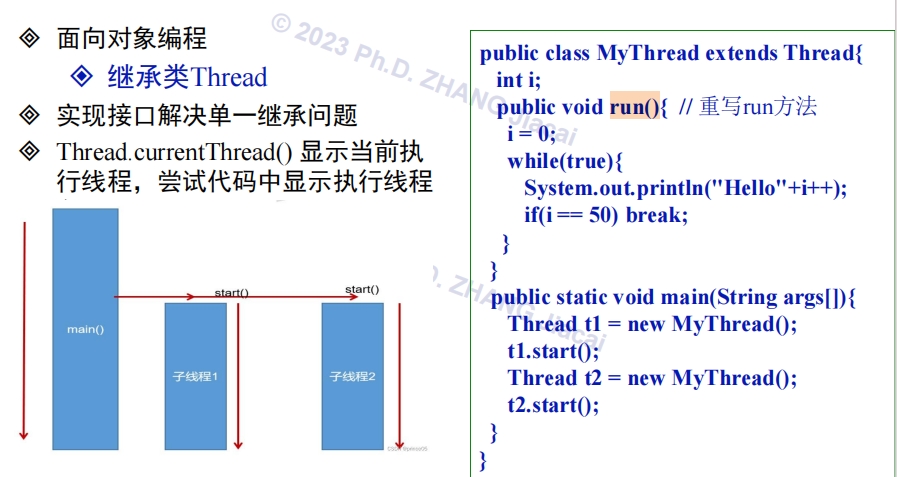 © 2023 Ph.D. ZHANG Jiacai
面向对象编程
继承类Thread
实现接口解决单一继承问题
Thread.currentThread() 显示当前执
行线程，尝试代码中显示执行线程
main()
start()
start()
子线程1
子线程2
public class MyThread extends Thread{
int i;
public void run(){ // 重写run方法
i = 0;
while(true){
System.out.println("Hello"+i++);
if(i == 50) break;
}
}
public static void main(String args[]){
Thread t1 = new MyThread();
t1.start();
Thread t2 = new MyThread();
t2.start();
}
}
D. ZHANG Jiacai